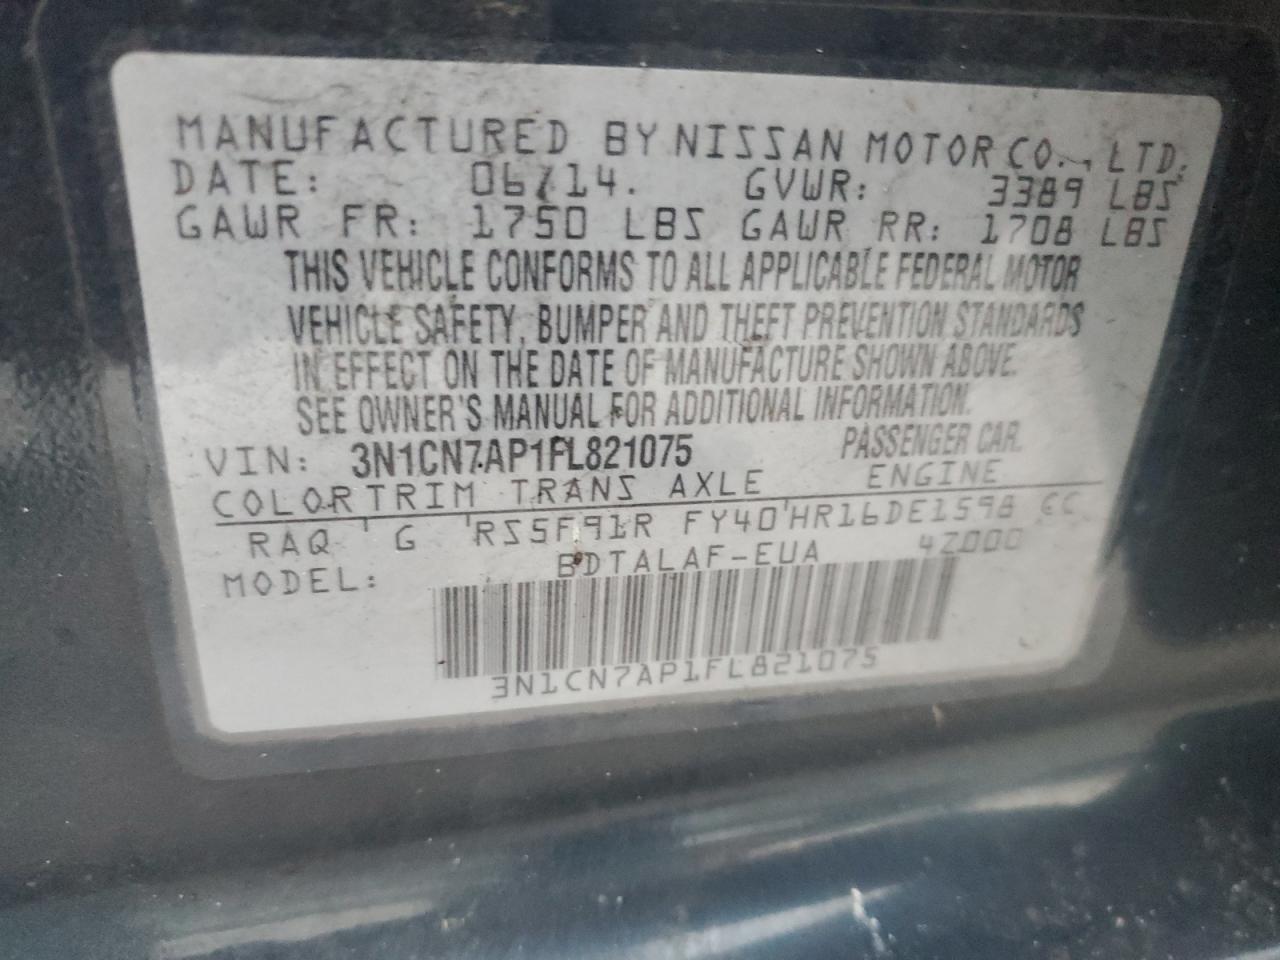 MANUFACTURED BY NISSAN MOTOR CO., LTD.
DATE: 06/14. GVWR: 3389 LBS
GAWR FR: 1750 LBS GAWR RR: 1708 LBS
THIS VEHICLE CONFORMS TO ALL APPLICABLE FEDERAL MOTOR
VEHICLE SAFETY, BUMPER AND THEFT PREVENTION STANDARDS
IN EFFECT ON THE DATE OF MANUFACTURE SHOWN ABOVE.
SEE OWNER'S MANUAL FOR ADDITIONAL INFORMATION.
VIN: 3N1CN7AP1FL821075 PASSENGER CAR.
COLOR TRIM TRANS AXLE ENGINE
RAQ G RS5F91R FY40 HR16DE1598 CC
MODEL: BDTALAF-EUA 4Z000
3N1CN7AP1FL821075